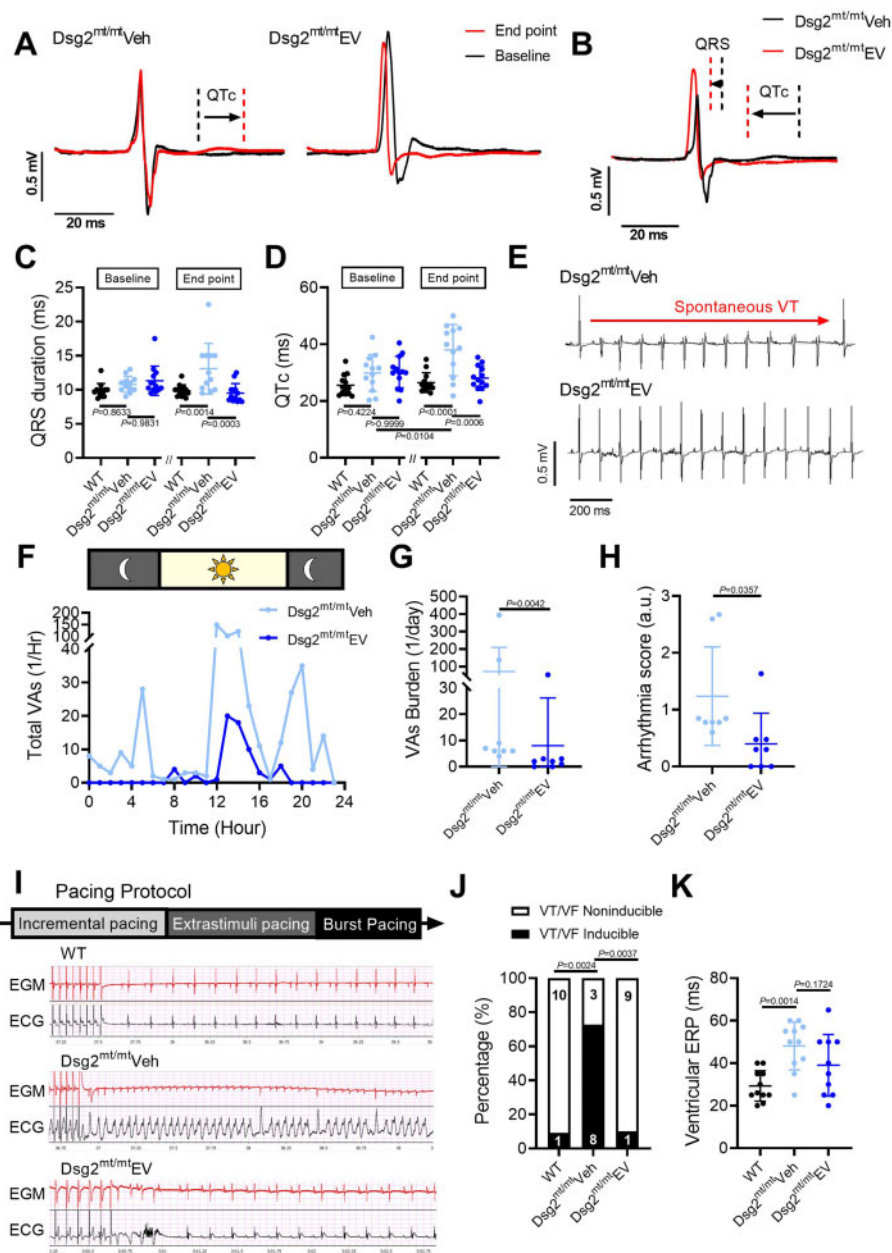 A
Dsg2mt/mtVeh
Dsg2mt/mtEV
End point
Baseline
QTc
0.5 mV
20 ms
B
Dsg2mt/mtVeh
Dsg2mt/mtEV
QRS
QTc
0.5 mV
20 ms
C
Baseline
End point
QRS duration (ms)
25
20
15
10
5
0
P=0.8633
P=0.9831
P=0.0014
P=0.0003
//
WT
Dsg2mt/mtVeh
Dsg2mt/mtEV
WT
Dsg2mt/mtVeh
Dsg2mt/mtEV
D
Baseline
End point
QTc (ms)
60
40
20
0
P=0.4224
P>0.9999
P=0.0104
P<0.0001
P=0.0006
//
WT
Dsg2mt/mtVeh
Dsg2mt/mtEV
WT
Dsg2mt/mtVeh
Dsg2mt/mtEV
E
Dsg2mt/mtVeh
Spontaneous VT
Dsg2mt/mtEV
0.5 mV
200 ms
F
Dsg2mt/mtVeh
Dsg2mt/mtEV
Total VAs (1/Hr)
150
100
50
40
30
20
10
0
0 4 8 12 16 20 24
Time (Hour)
G
P=0.0042
VAs Burden (1/day)
500
400
300
200
100
30
20
10
0
Dsg2mt/mtVeh
Dsg2mt/mtEV
H
P=0.0357
Arrhythmia score (a.u.)
3
2
1
0
Dsg2mt/mtVeh
Dsg2mt/mtEV
I
Pacing Protocol
Incremental pacing Extrastimuli pacing Burst Pacing
WT
EGM
ECG
Dsg2mt/mtVeh
EGM
ECG
Dsg2mt/mtEV
EGM
ECG
J
VT/VF Noninducible
VT/VF Inducible
P=0.0037
P=0.0024
Percentage (%)
100
80
60
40
20
0
10 3 9
1 8 1
WT
Dsg2mt/mtVeh
Dsg2mt/mtEV
K
P=0.1724
P=0.0014
Ventricular ERP (ms)
80
60
40
20
0
WT
Dsg2mt/mtVeh
Dsg2mt/mtEV